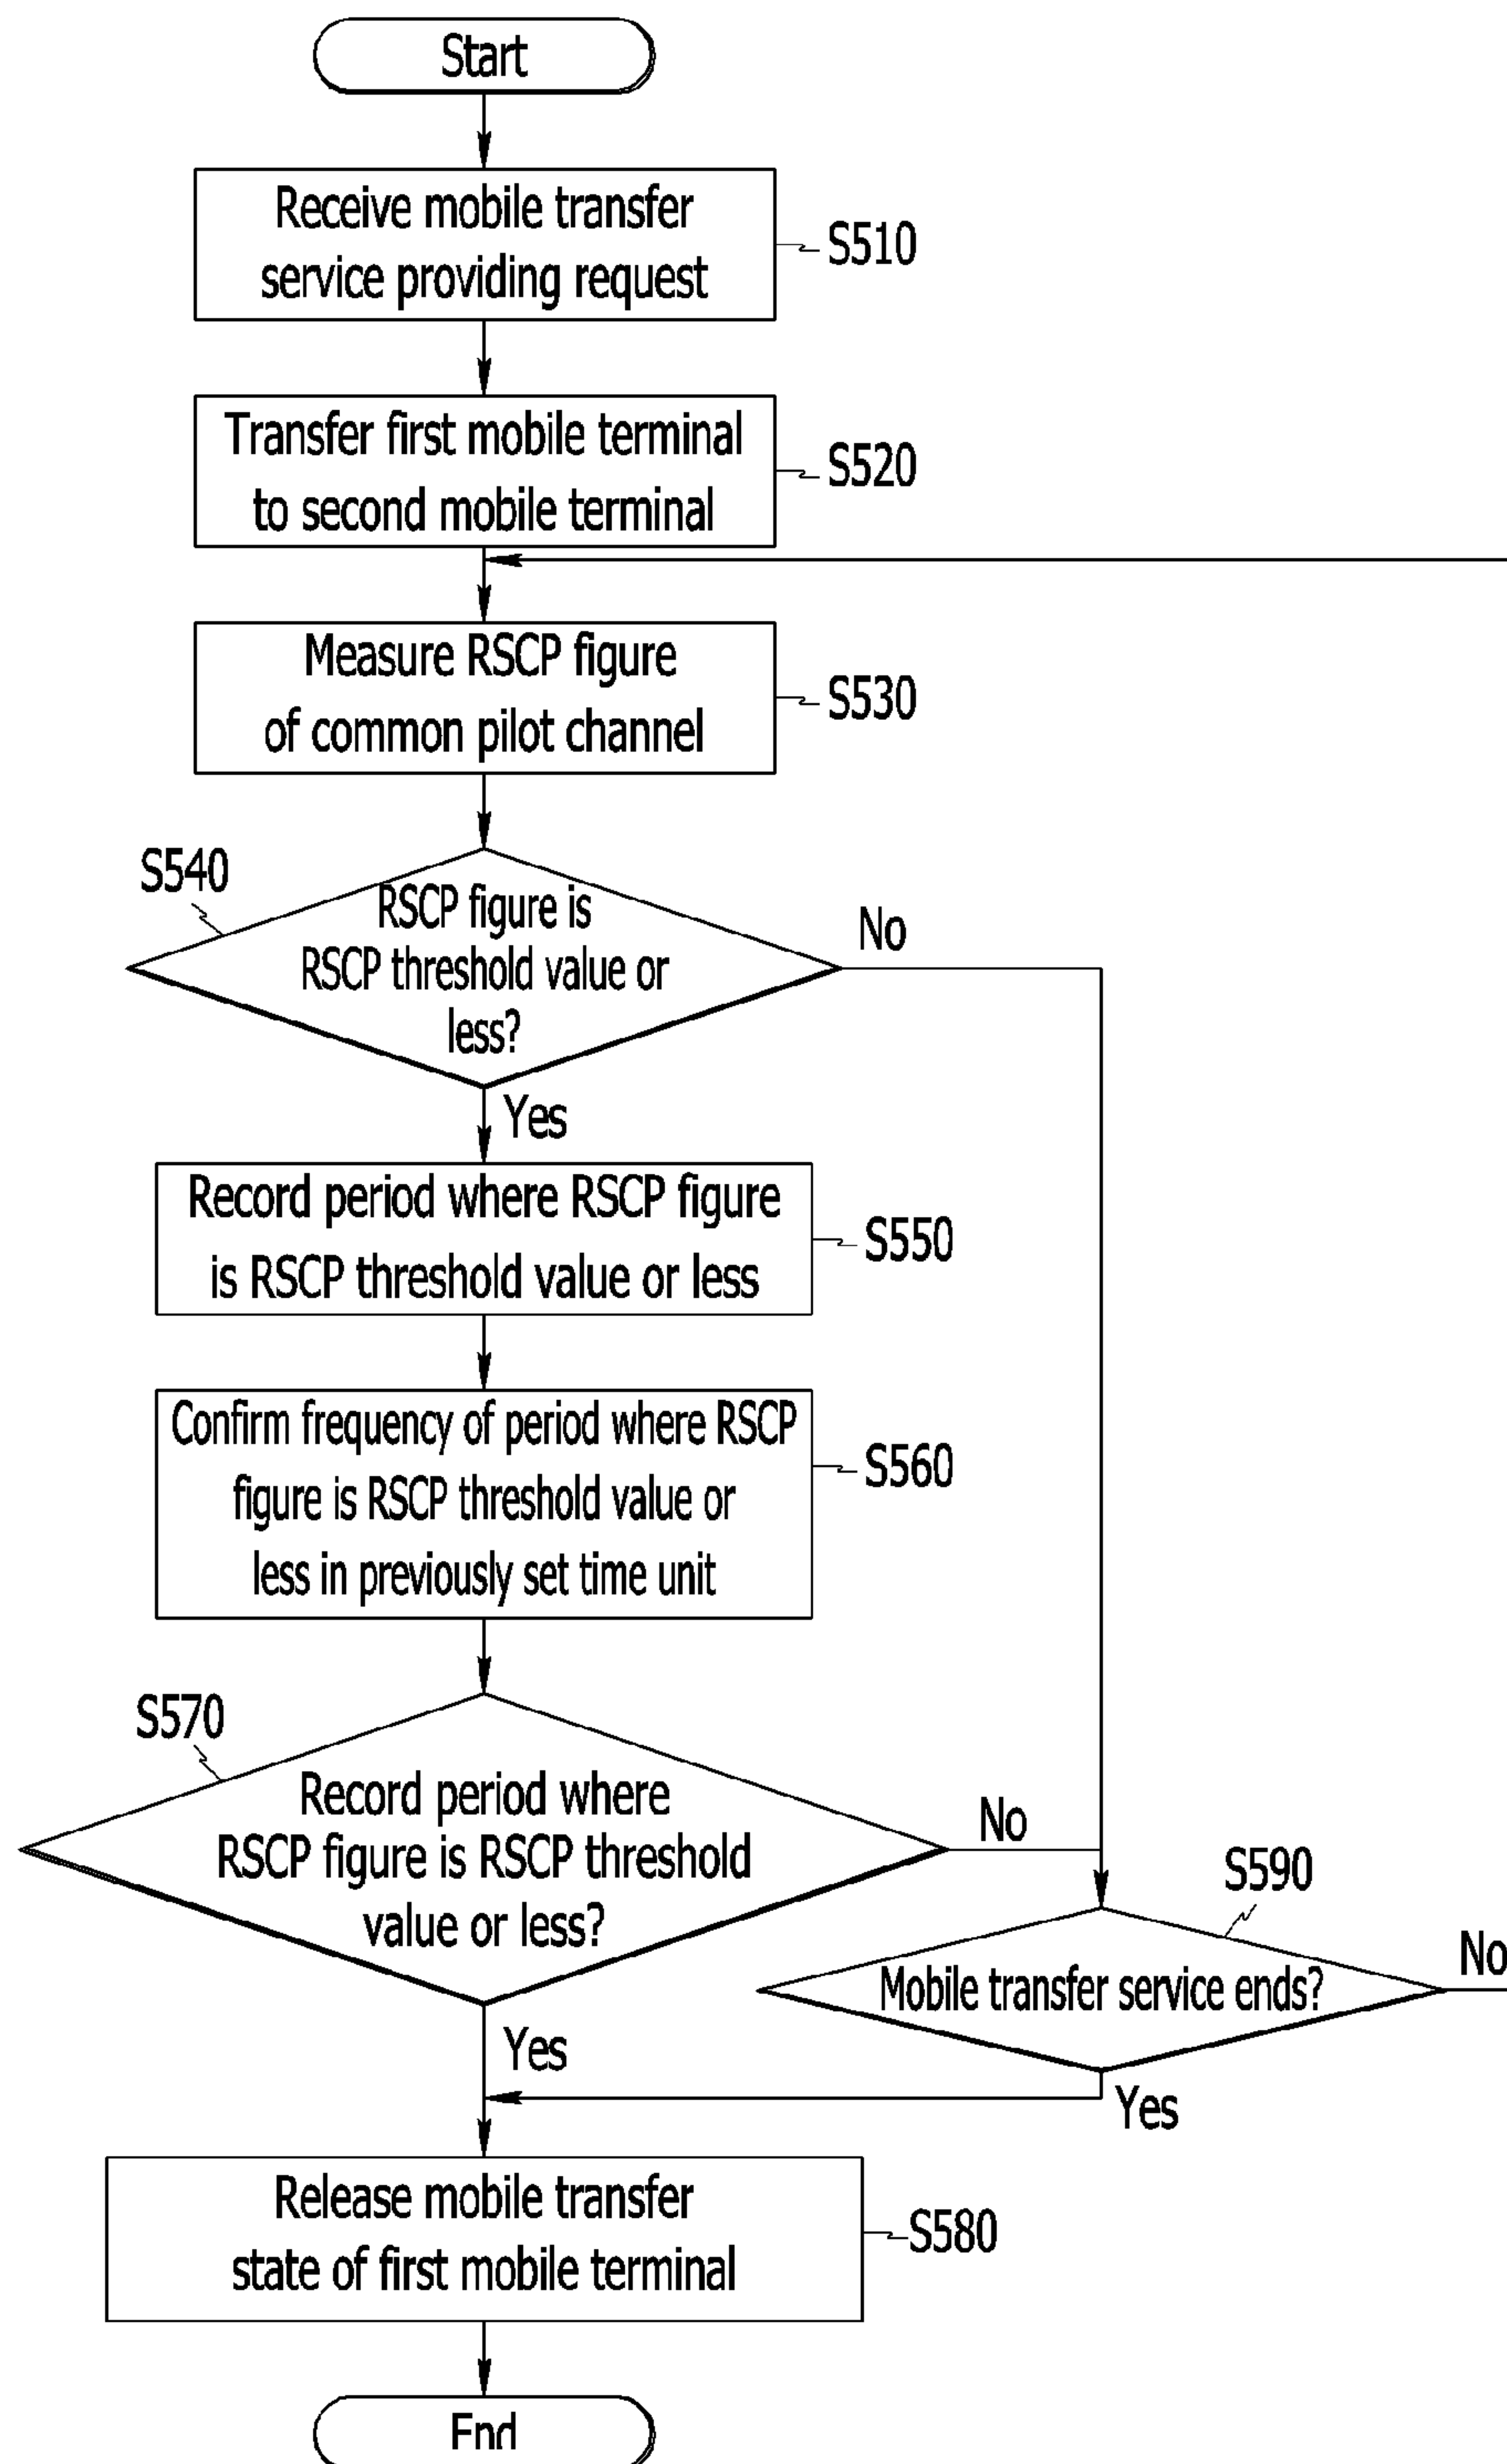 Start
Receive mobile transfer
service providing request
S510
Transfer first mobile terminal
to second mobile terminal
S520
Measure RSCP figure
of common pilot channel
S530
S540
RSCP figure is
RSCP threshold value or
less?
No
Yes
Record period where RSCP figure
is RSCP threshold value or less
S550
Confirm frequency of period where RSCP
figure is RSCP threshold value or
less in previously set time unit
S560
S570
Record period where
RSCP figure is RSCP threshold
value or less?
No
Yes
S590
Mobile transfer service ends?
No
Yes
Release mobile transfer
state of first mobile terminal
S580
End